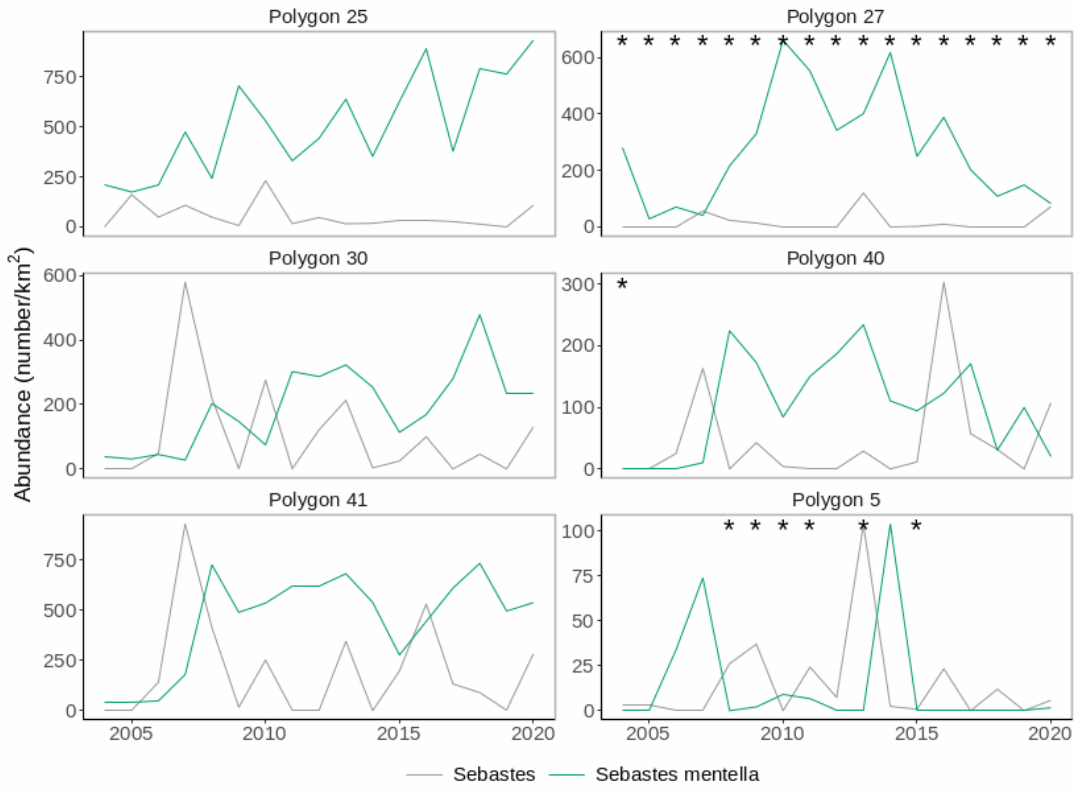 Polygon 25
Polygon 27
750
500
250
0
* * * * * * * * * * * * * * * * *
600
400
200
0
Abundance (number/km²)
Polygon 30
Polygon 40
600
400
200
0
*
300
200
100
0
Polygon 41
Polygon 5
750
500
250
0
* * * * * *
100
75
50
25
0
2005 2010 2015 2020
2005 2010 2015 2020
Sebastes Sebastes mentella